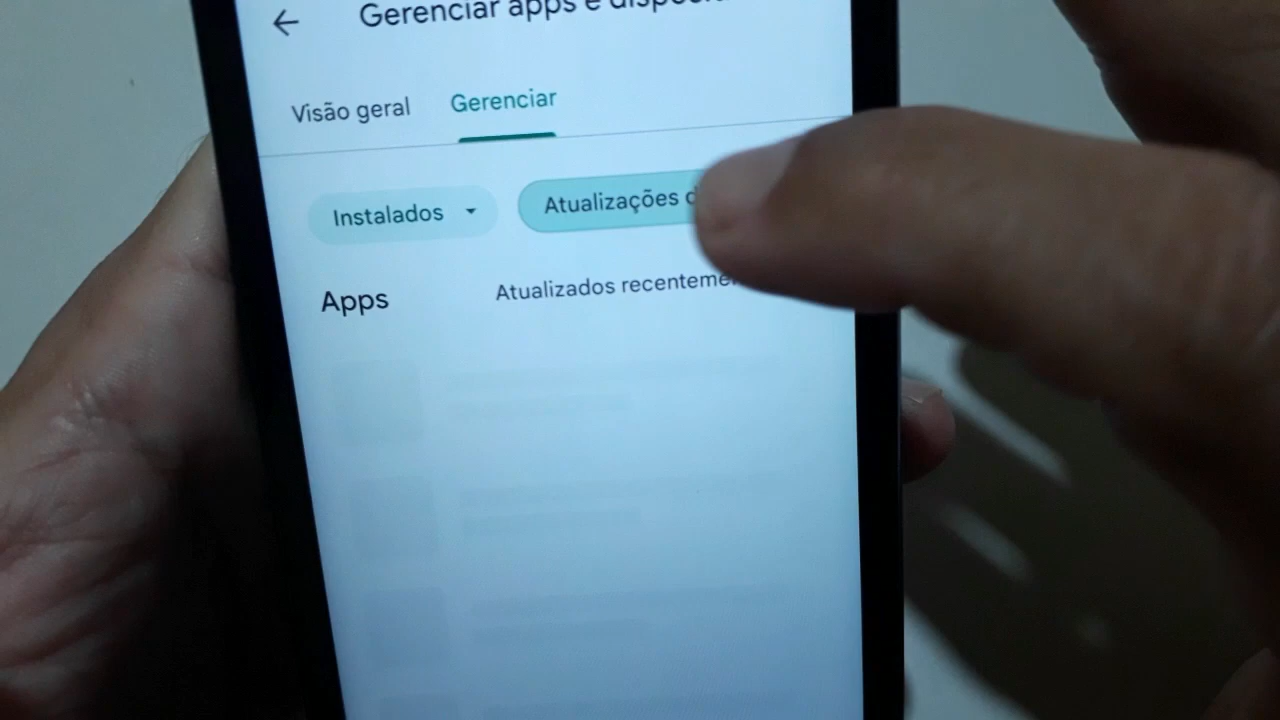 Gerenciar apps e
Visão geral Gerenciar
Instalados Atualizações
Apps Atualizados